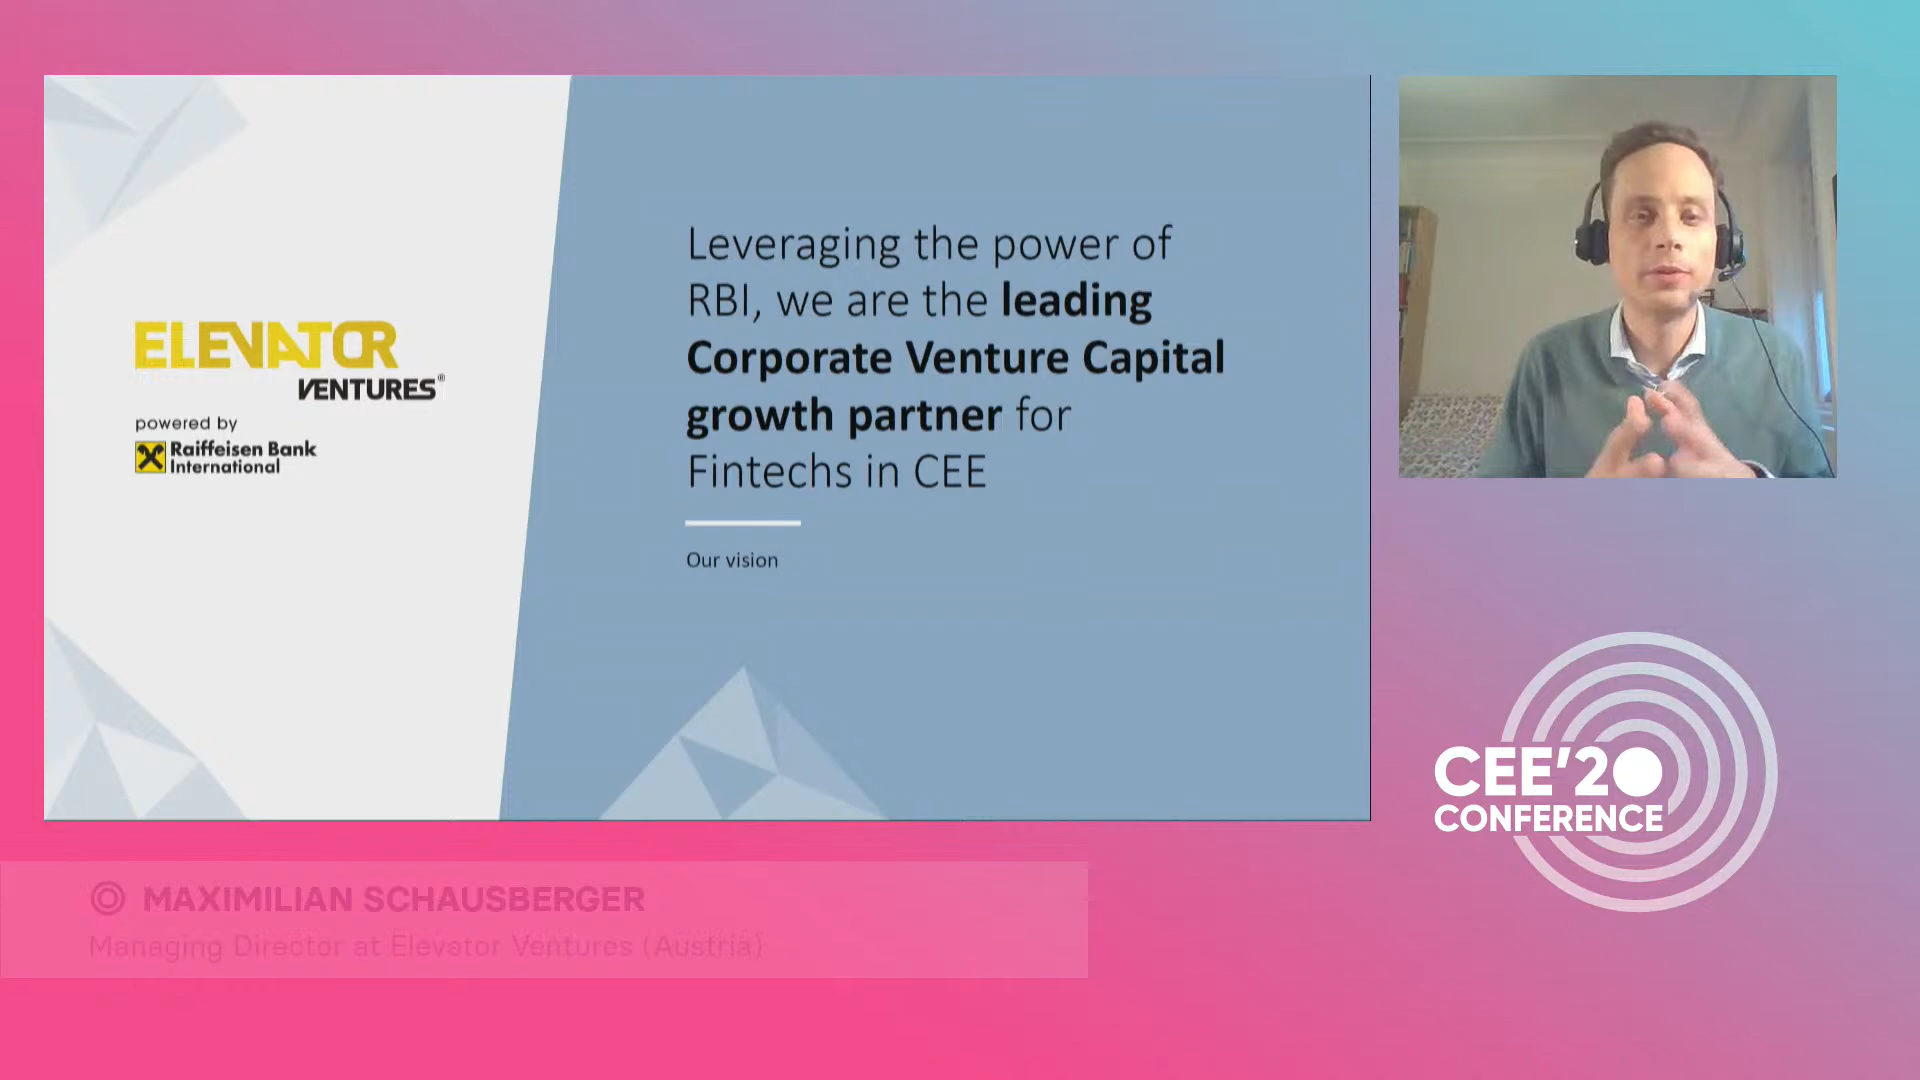 ELEVATOR
VENTURES®
powered by
Raiffeisen Bank
International
Leveraging the power of
RBI, we are the leading
Corporate Venture Capital
growth partner for
Fintechs in CEE
Our vision
CEE'20
CONFERENCE
MAXIMILIAN SCHAUSBERGER
Managing Director at Elevator Ventures (Austria)